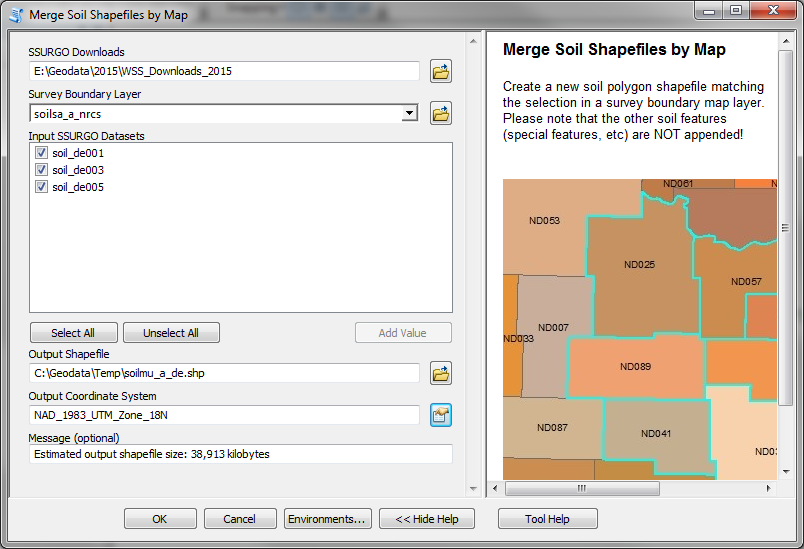 Merge Soil Shapefiles by Map
SSURGO Downloads
E:\Geodata\2015\WSS_Downloads_2015
Survey Boundary Layer
soilsa_a_nrcs
Input SSURGO Datasets
soil_de001
soil_de003
soil_de005
Select All
Unselect All
Add Value
Output Shapefile
C:\Geodata\Temp\soilmu_a_de.shp
Output Coordinate System
NAD_1983_UTM_Zone_18N
Message (optional)
Estimated output shapefile size: 38,913 kilobytes
Merge Soil Shapefiles by Map
Create a new soil polygon shapefile matching
the selection in a survey boundary map layer.
Please note that the other soil features
(special features, etc) are NOT appended!
ND061
N
ND053
ND025
ND057
ND007
ND033
ND089
ND087
ND041
ND0
OK
Cancel
Environments...
<< Hide Help
Tool Help